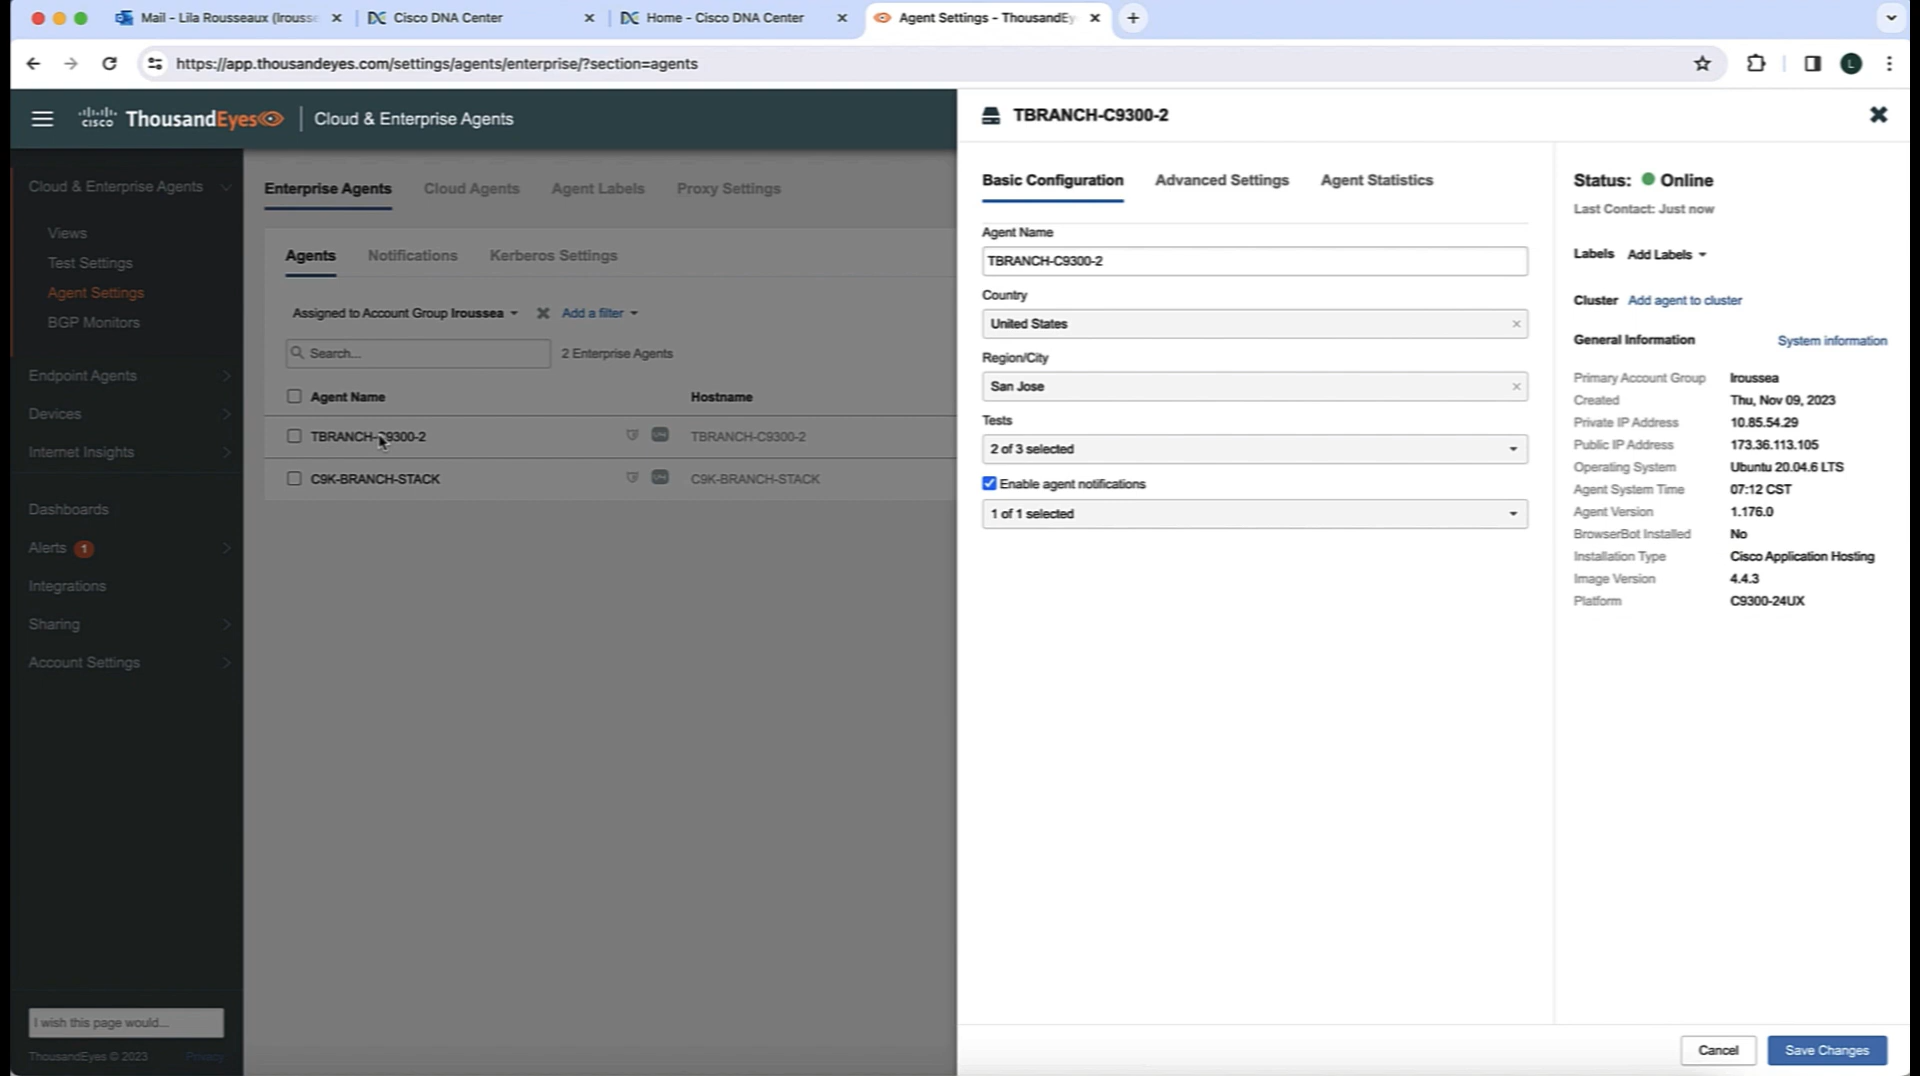 Mail - Lila Rousseaux (lrousse
Cisco DNA Center
Home - Cisco DNA Center
Agent Settings - ThousandEy
https://app.thousandeyes.com/settings/agents/enterprise/?section=agents
L
cisco ThousandEyes
Cloud & Enterprise Agents
TBRANCH-C9300-2
Cloud & Enterprise Agents
Views
Test Settings
Agent Settings
BGP Monitors
Endpoint Agents
Devices
Internet Insights
Dashboards
Alerts 1
Integrations
Sharing
Account Settings
I wish this page would...
ThousandEyes © 2023 Privacy
Enterprise Agents
Cloud Agents
Agent Labels
Proxy Settings
Agents
Notifications
Kerberos Settings
Assigned to Account Group lroussea
Add a filter
Search...
2 Enterprise Agents
Agent Name
Hostname
TBRANCH-C9300-2
TBRANCH-C9300-2
C9K-BRANCH-STACK
C9K-BRANCH-STACK
Basic Configuration
Advanced Settings
Agent Statistics
Agent Name
TBRANCH-C9300-2
Country
United States
Region/City
San Jose
Tests
2 of 3 selected
Enable agent notifications
1 of 1 selected
Status: Online
Last Contact: Just now
Labels Add Labels
Cluster Add agent to cluster
General Information System information
Primary Account Group lroussea
Created Thu, Nov 09, 2023
Private IP Address 10.85.54.29
Public IP Address 173.36.113.105
Operating System Ubuntu 20.04.6 LTS
Agent System Time 07:12 CST
Agent Version 1.176.0
BrowserBot Installed No
Installation Type Cisco Application Hosting
Image Version 4.4.3
Platform C9300-24UX
Cancel
Save Changes